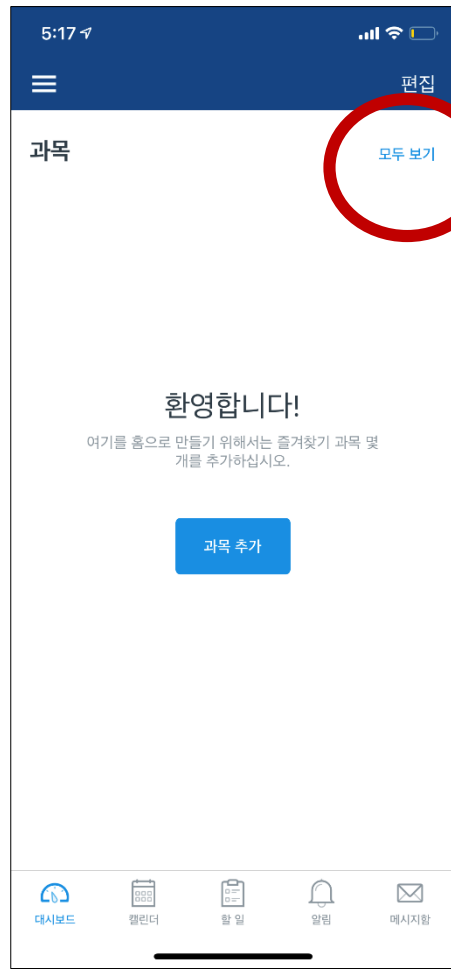 5:17
편집
과목
모두 보기
환영합니다!
여기를 홈으로 만들기 위해서는 즐겨찾기 과목 몇
개를 추가하십시오.
과목 추가
대시보드
캘린더
할 일
알림
메시지함